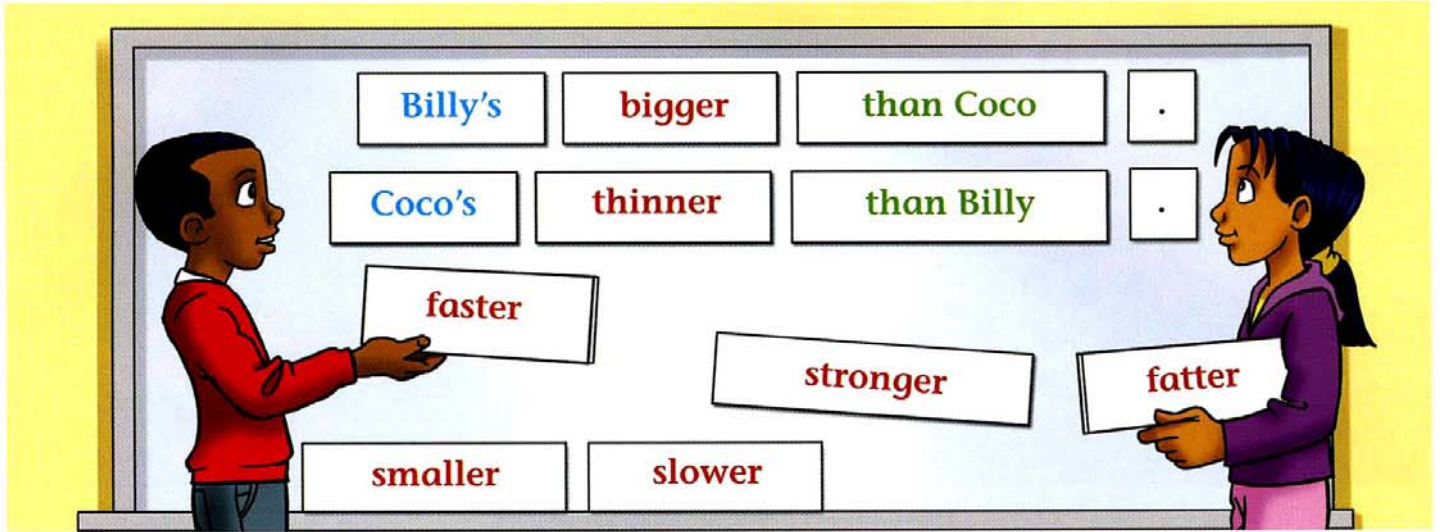 Billy's bigger than Coco .
Coco's thinner than Billy .
faster
stronger
fatter
smaller slower